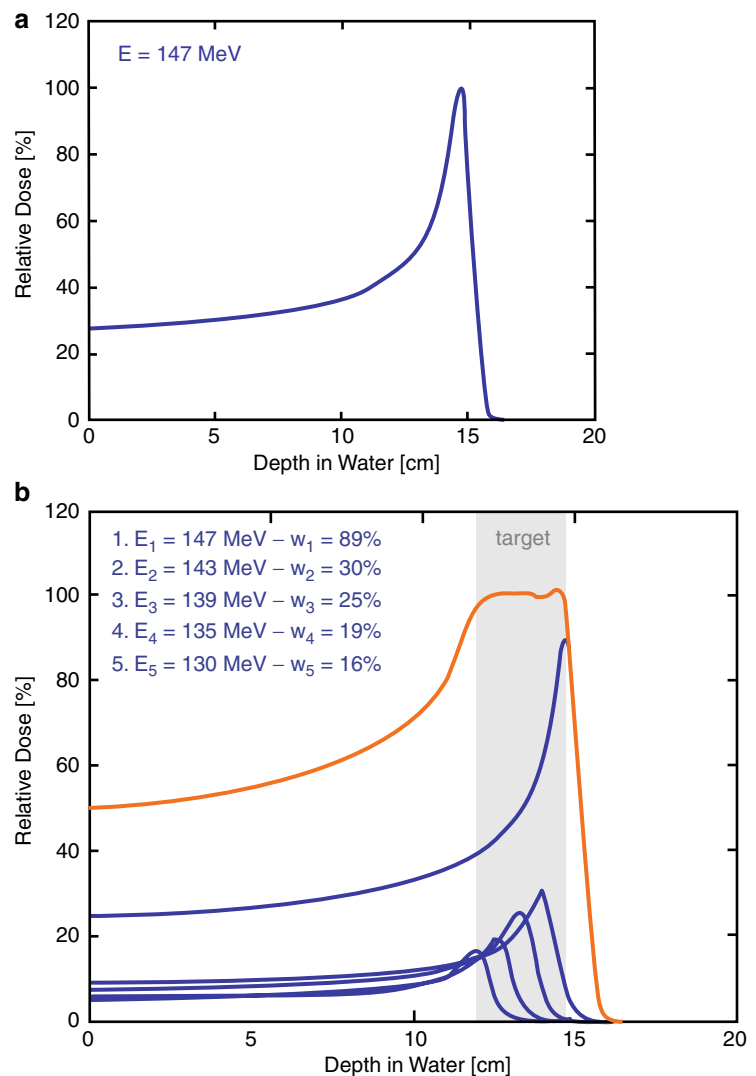 a
120
100
80
60
40
20
0
Relative Dose [%]
E = 147 MeV
0 5 10 15 20
Depth in Water [cm]
b
120
100
80
60
40
20
0
Relative Dose [%]
1. E₁ = 147 MeV – w₁ = 89%
2. E₂ = 143 MeV – w₂ = 30%
3. E₃ = 139 MeV – w₃ = 25%
4. E₄ = 135 MeV – w₄ = 19%
5. E₅ = 130 MeV – w₅ = 16%
target
0 5 10 15 20
Depth in Water [cm]